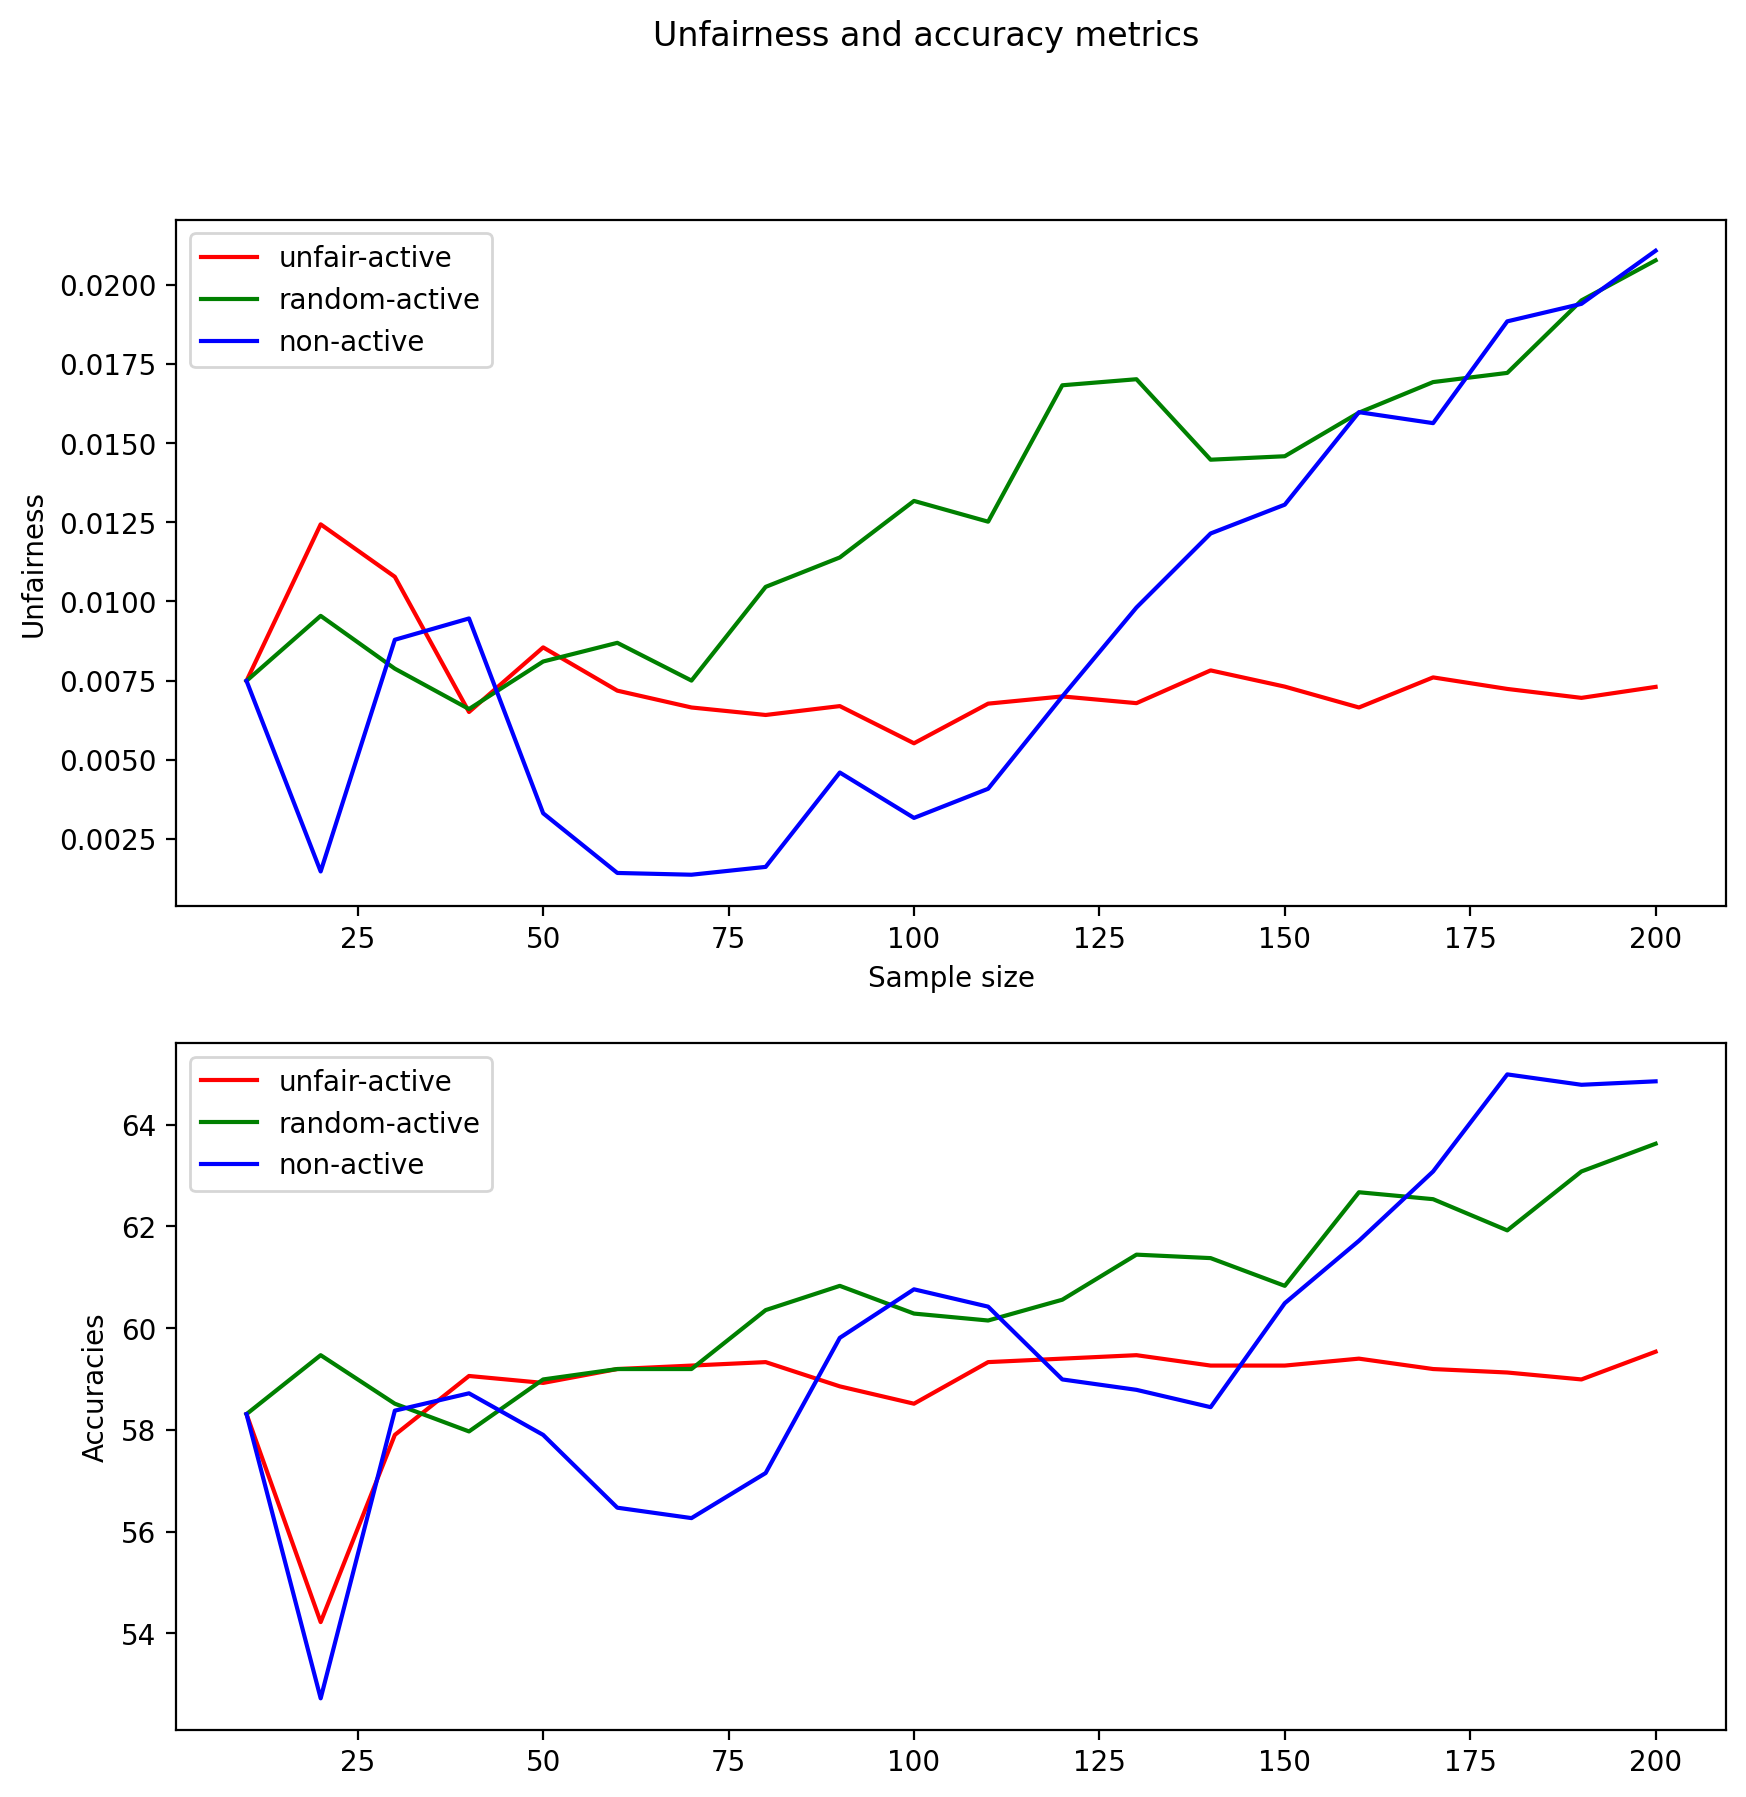 Unfairness and accuracy metrics
unfair-active
random-active
non-active
0.0200
0.0175
0.0150
0.0125
0.0100
0.0075
0.0050
0.0025
Unfairness
25 50 75 100 125 150 175 200
Sample size
unfair-active
random-active
non-active
64
62
60
58
56
54
Accuracies
25 50 75 100 125 150 175 200